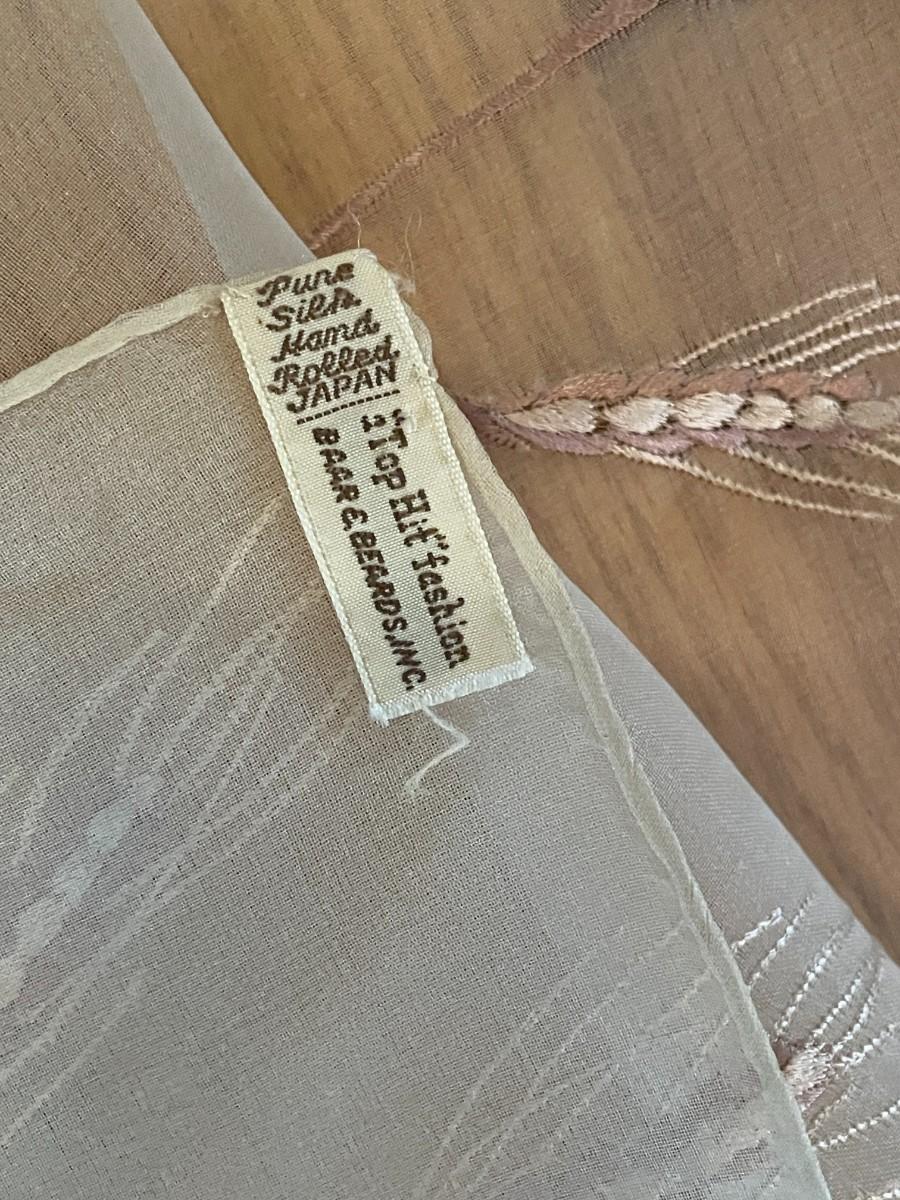 Pure
Silk
Hand
Rolled
JAPAN
a "Top Hit" fashion
BAAR & BEARDS, INC.